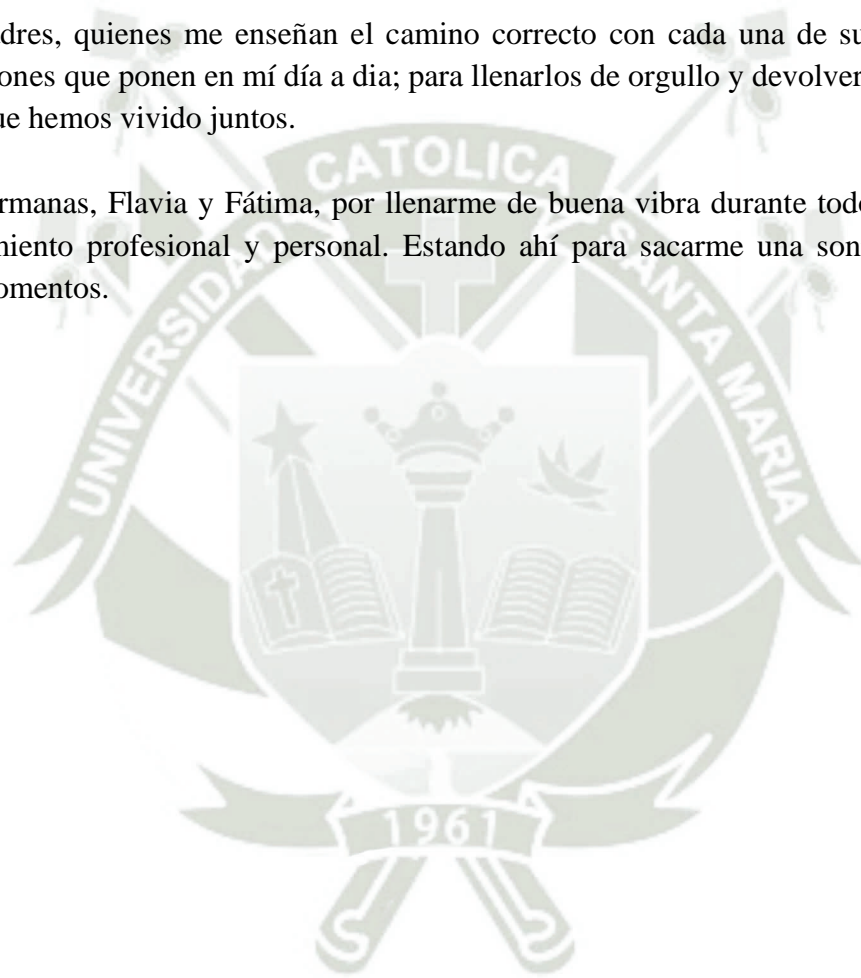 dres, quienes me enseñan el camino correcto con cada una de su
ones que ponen en mí día a dia; para llenarlos de orgullo y devolver
ue hemos vivido juntos.
rmanas, Flavia y Fátima, por llenarme de buena vibra durante todo
miento profesional y personal. Estando ahí para sacarme una son
omentos.
UNIVERSIDAD CATOLICA SANTA MARIA
1961